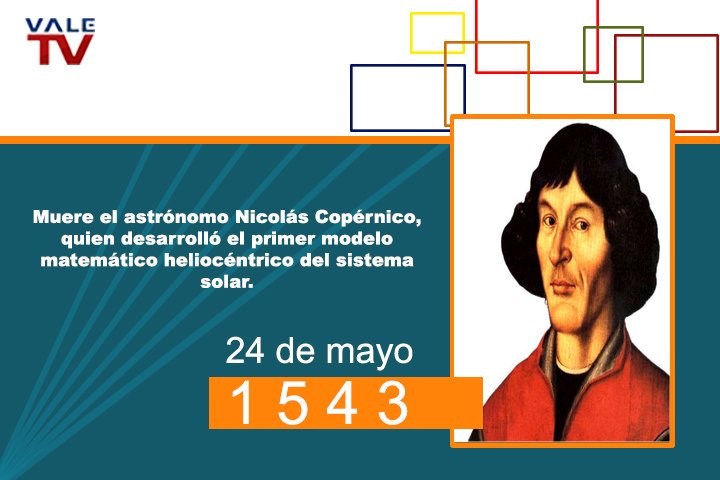 VALE
TV
Muere el astrónomo Nicolás Copérnico,
quien desarrolló el primer modelo
matemático heliocéntrico del sistema
solar.
24 de mayo
1 5 4 3